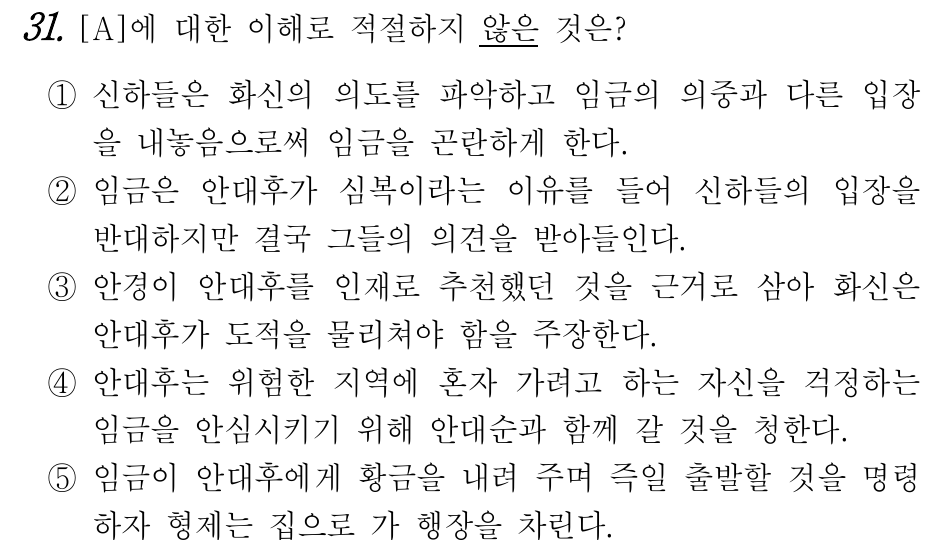 31. [A]에 대한 이해로 적절하지 않은 것은?
① 신하들은 화신의 의도를 파악하고 임금의 의중과 다른 입장
을 내놓음으로써 임금을 곤란하게 한다.
② 임금은 안대후가 심복이라는 이유를 들어 신하들의 입장을
반대하지만 결국 그들의 의견을 받아들인다.
③ 안경이 안대후를 인재로 추천했던 것을 근거로 삼아 화신은
안대후가 도적을 물리쳐야 함을 주장한다.
④ 안대후는 위험한 지역에 혼자 가려고 하는 자신을 걱정하는
임금을 안심시키기 위해 안대순과 함께 갈 것을 청한다.
⑤ 임금이 안대후에게 황금을 내려 주며 즉일 출발할 것을 명령
하자 형제는 집으로 가 행장을 차린다.